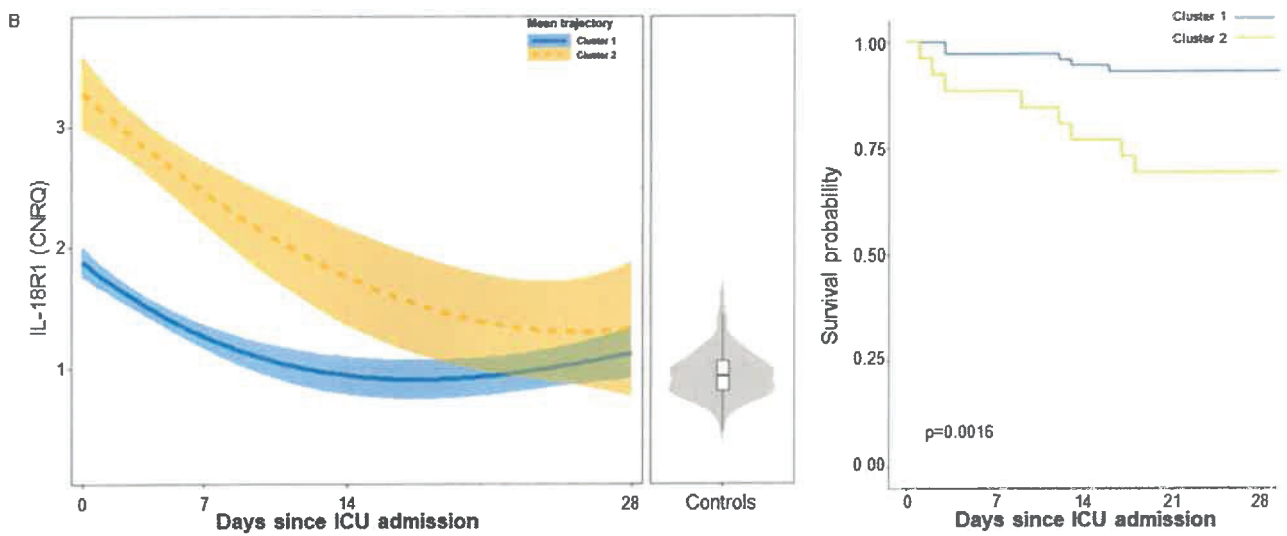 B
Mean trajectory
Cluster 1
Cluster 2
IL-18R1 (CNRQ)
3
2
1
0
7
14
28
Days since ICU admission
Controls
Cluster 1
Cluster 2
Survival probability
1.00
0.75
0.50
0.25
0 00
p=0.0016
0
7
14
21
28
Days since ICU admission